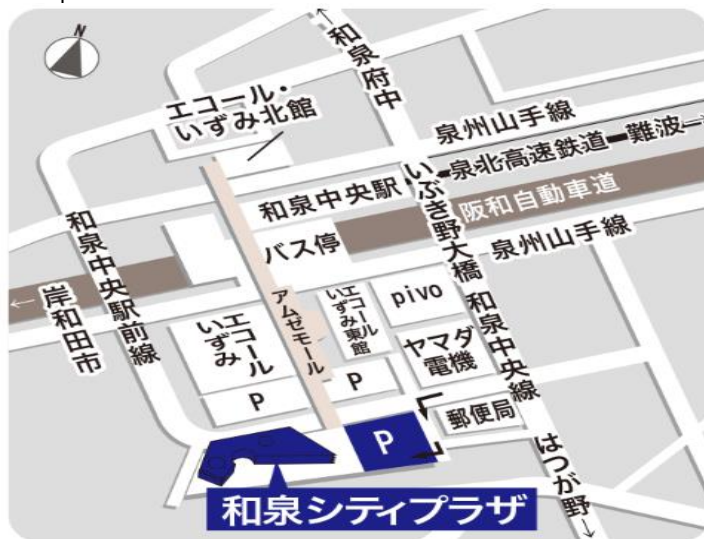 N
←和泉府中
エコール・
いずみ北館
泉州山手線
和泉中央駅
泉北高速鉄道
難波
いぶき野大橋
阪和自動車道
和泉中央駅前線
バス停
泉州山手線
←岸和田市
アムゼモール
エコール
いずみ
エコール
いずみ東館
pivo
ヤマダ
電機
和泉中央線
P
P
郵便局
P
はつが野→
和泉シティプラザ